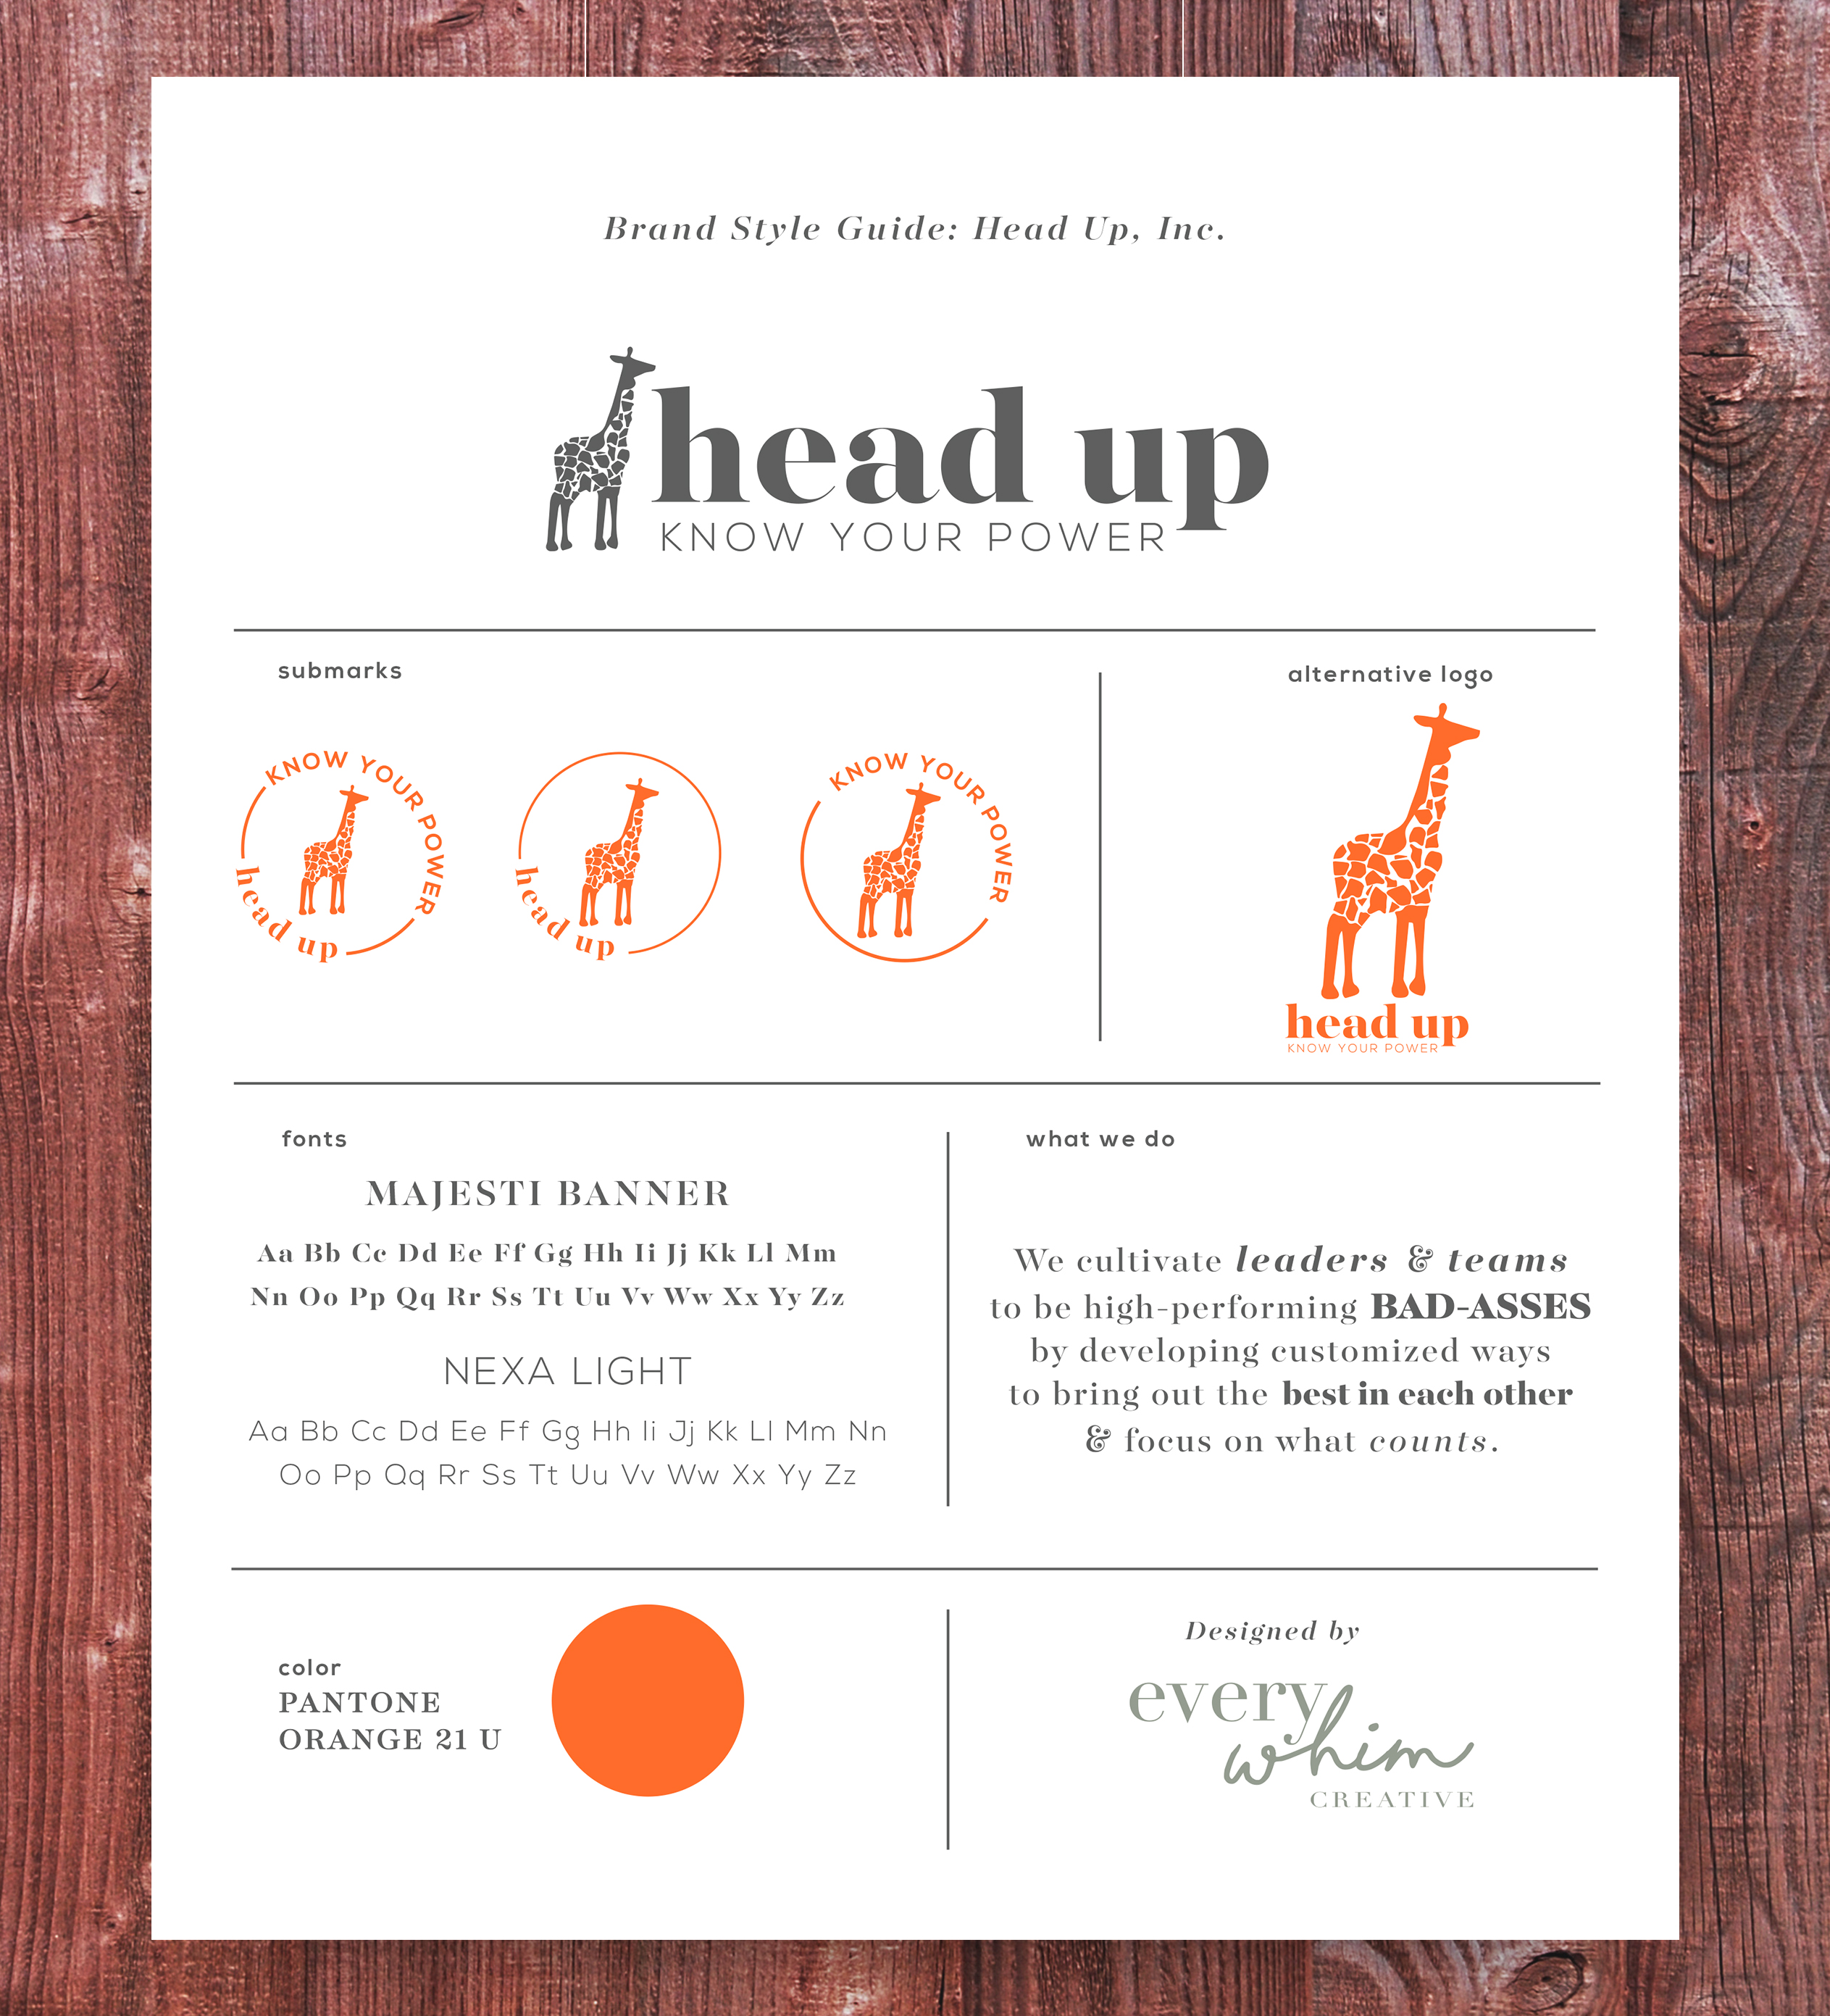 Brand Style Guide: Head Up, Inc.
head up
KNOW YOUR POWER
submarks
KNOW YOUR POWER
head up
head up
KNOW YOUR POWER
alternative logo
head up
KNOW YOUR POWER
fonts
MAJESTI BANNER
Aa Bb Cc Dd Ee Ff Gg Hh Ii Jj Kk Ll Mm
Nn Oo Pp Qq Rr Ss Tt Uu Vv Ww Xx Yy Zz
NEXA LIGHT
Aa Bb Cc Dd Ee Ff Gg Hh Ii Jj Kk Ll Mm Nn
Oo Pp Qq Rr Ss Tt Uu Vv Ww Xx Yy Zz
what we do
We cultivate leaders & teams
to be high-performing BAD-ASSES
by developing customized ways
to bring out the best in each other
& focus on what counts.
color
PANTONE
ORANGE 21 U
Designed by
every
whim
CREATIVE